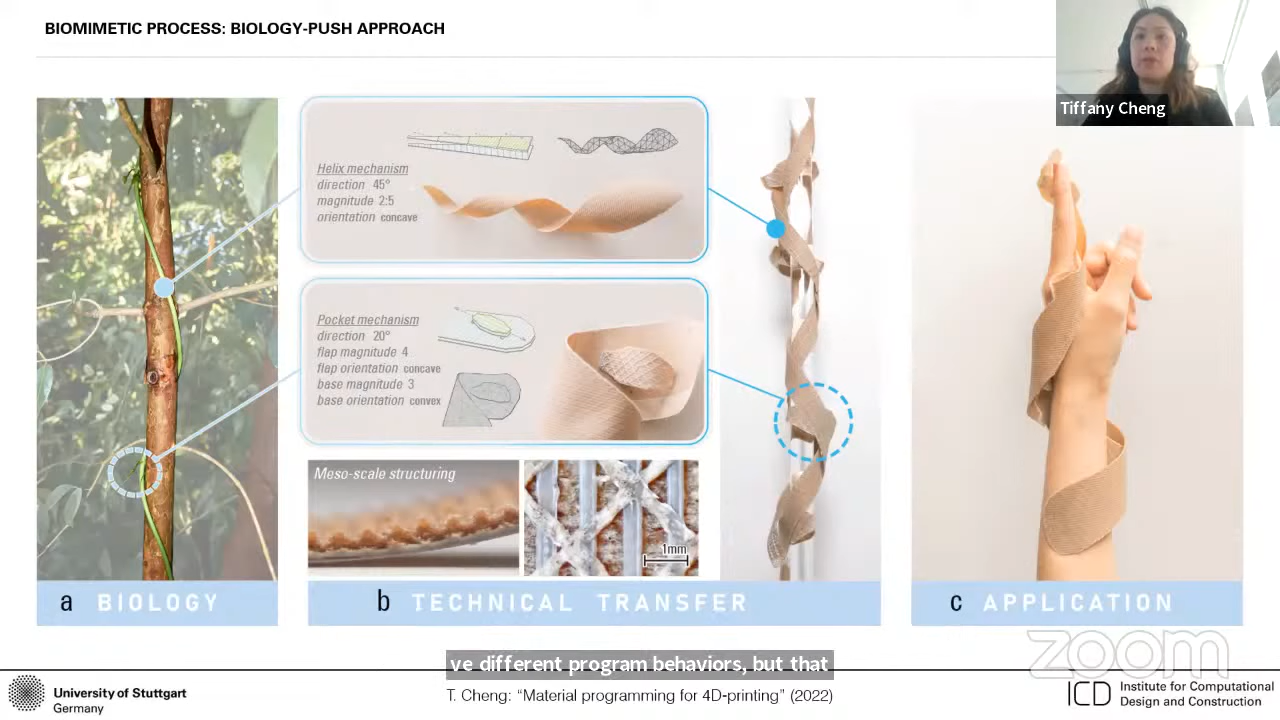 BIOMIMETIC PROCESS: BIOLOGY-PUSH APPROACH
Tiffany Cheng
Helix mechanism
direction 45°
magnitude 2:5
orientation concave
Pocket mechanism
direction 20°
flap magnitude 4
flap orientation concave
base magnitude 3
base orientation convex
Meso-scale structuring
1mm
a BIOLOGY
b TECHNICAL TRANSFER
c APPLICATION
zoom
ve different program behaviors, but that
University of Stuttgart
Germany
T. Cheng: “Material programming for 4D-printing” (2022)
ICD
Institute for Computational
Design and Construction